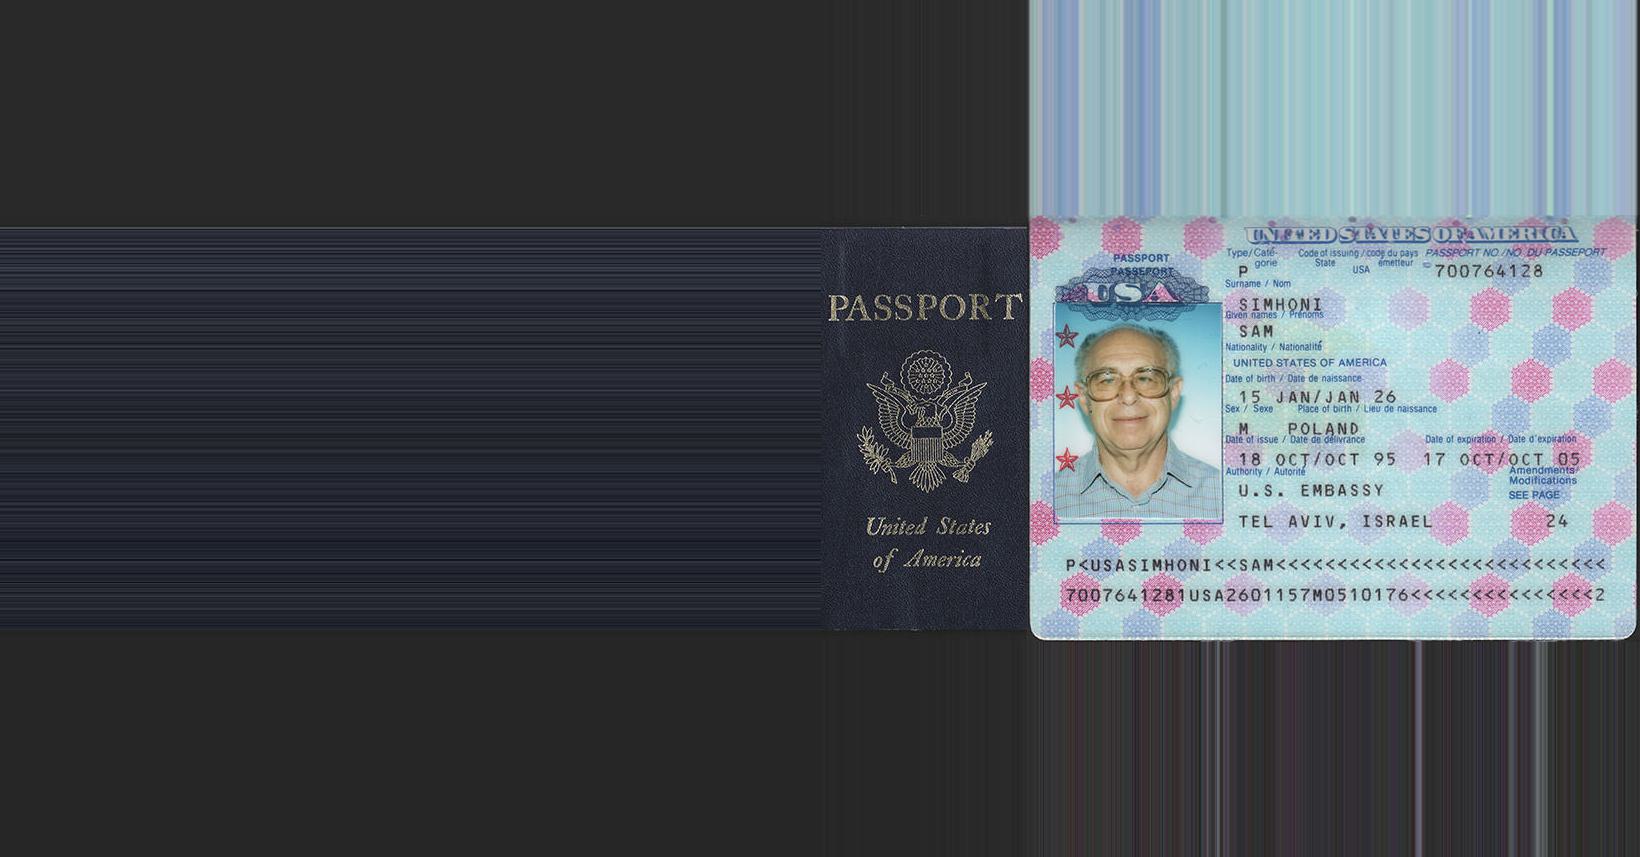 PASSPORT
United States
of America
UNITED STATES OF AMERICA
PASSPORT
PASSEPORT
USA
Type/Caté-
gorie
Code of issuing / code du pays
State
USA
émetteur
PASSPORT NO./NO. DU PASSEPORT
P
700764128
Surname / Nom
SIMHONI
Given names / Prénoms
SAM
Nationality / Nationalité
UNITED STATES OF AMERICA
Date of birth / Date de naissance
15 JAN/JAN 26
Sex / Sexe Place of birth / Lieu de naissance
M POLAND
Date of issue / Date de délivrance Date of expiration / Date d'expiration
18 OCT/OCT 95 17 OCT/OCT 05
Authority / Autorité
Amendments/
Modifications
U.S. EMBASSY
SEE PAGE
TEL AVIV, ISRAEL 24
P<USASIMHONI<<SAM<<<<<<<<<<<<<<<<<<<<<<<<<<<
7007641281USA2601157M0510176<<<<<<<<<<<<<<<2